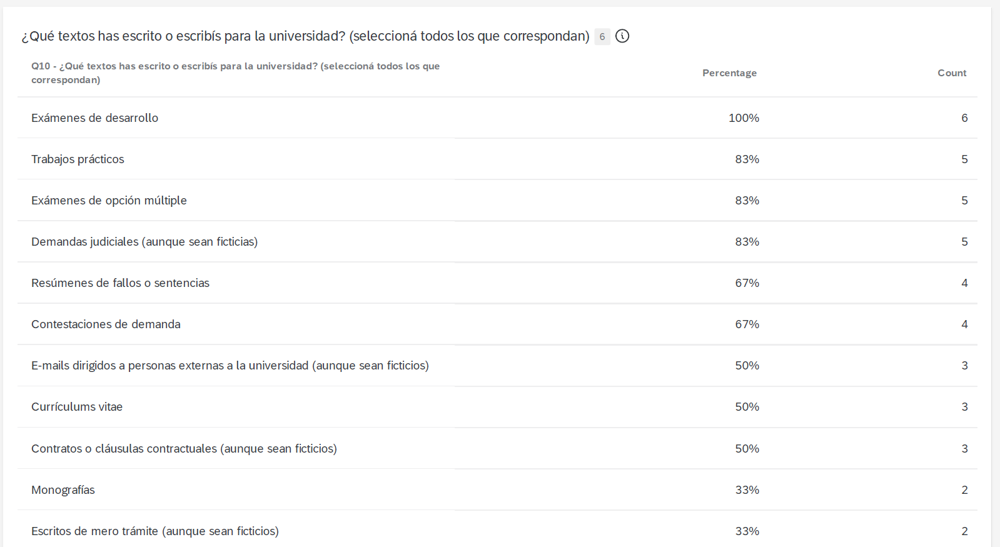 ¿Qué textos has escrito o escribís para la universidad? (seleccioná todos los que correspondan) 6
Q10 - ¿Qué textos has escrito o escribís para la universidad? (seleccioná todos los que
correspondan)
Percentage
Count
Exámenes de desarrollo 100% 6
Trabajos prácticos 83% 5
Exámenes de opción múltiple 83% 5
Demandas judiciales (aunque sean ficticias) 83% 5
Resúmenes de fallos o sentencias 67% 4
Contestaciones de demanda 67% 4
E-mails dirigidos a personas externas a la universidad (aunque sean ficticios) 50% 3
Currículums vitae 50% 3
Contratos o cláusulas contractuales (aunque sean ficticios) 50% 3
Monografías 33% 2
Escritos de mero trámite (aunque sean ficticios) 33% 2